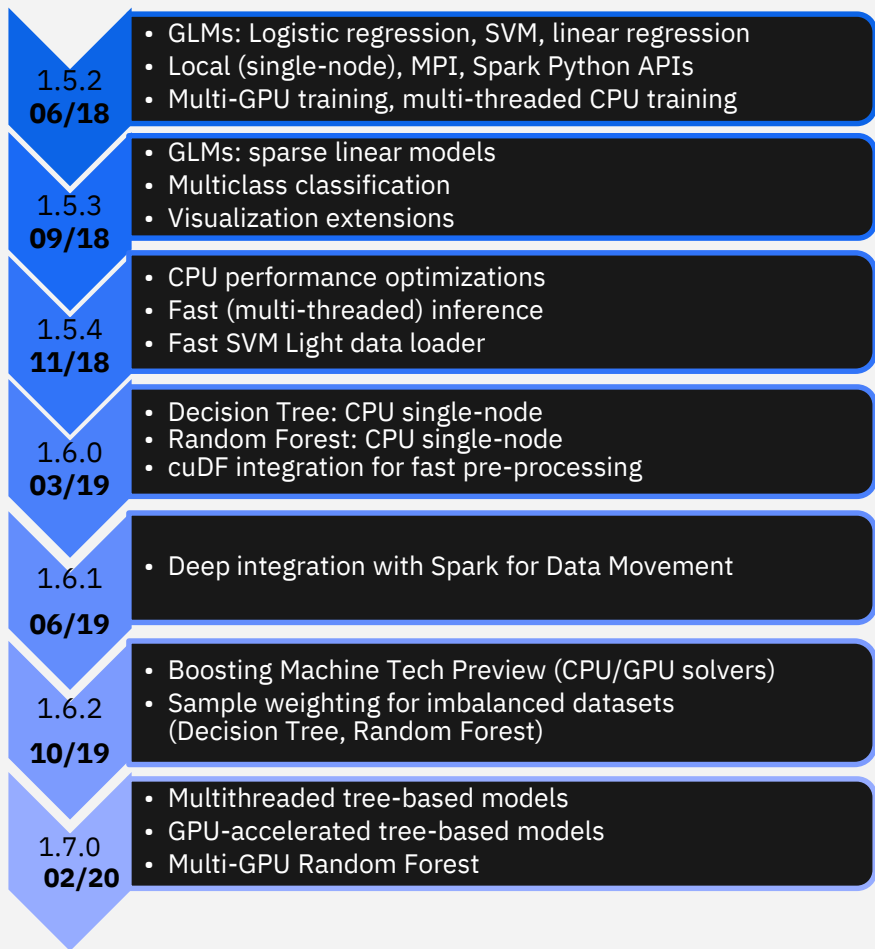 1.5.2
06/18
• GLMs: Logistic regression, SVM, linear regression
• Local (single-node), MPI, Spark Python APIs
• Multi-GPU training, multi-threaded CPU training
1.5.3
09/18
• GLMs: sparse linear models
• Multiclass classification
• Visualization extensions
1.5.4
11/18
• CPU performance optimizations
• Fast (multi-threaded) inference
• Fast SVM Light data loader
1.6.0
03/19
• Decision Tree: CPU single-node
• Random Forest: CPU single-node
• cuDF integration for fast pre-processing
1.6.1
06/19
• Deep integration with Spark for Data Movement
1.6.2
10/19
• Boosting Machine Tech Preview (CPU/GPU solvers)
• Sample weighting for imbalanced datasets
(Decision Tree, Random Forest)
1.7.0
02/20
• Multithreaded tree-based models
• GPU-accelerated tree-based models
• Multi-GPU Random Forest